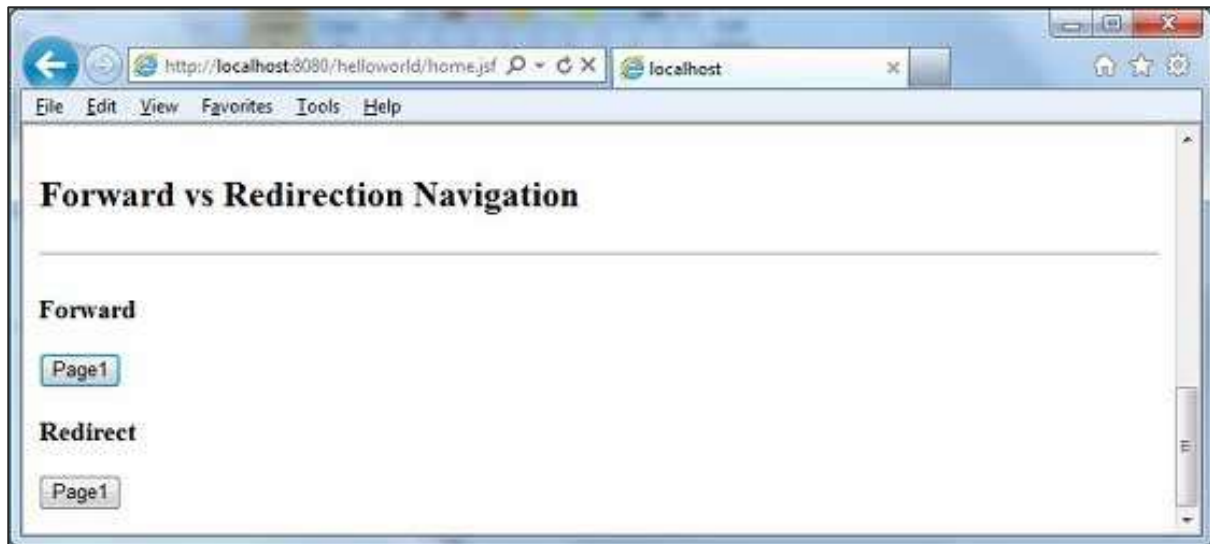 http://localhost:8080/helloworld/home.jsf
localhost
File Edit View Favorites Tools Help
Forward vs Redirection Navigation
Forward
Page1
Redirect
Page1